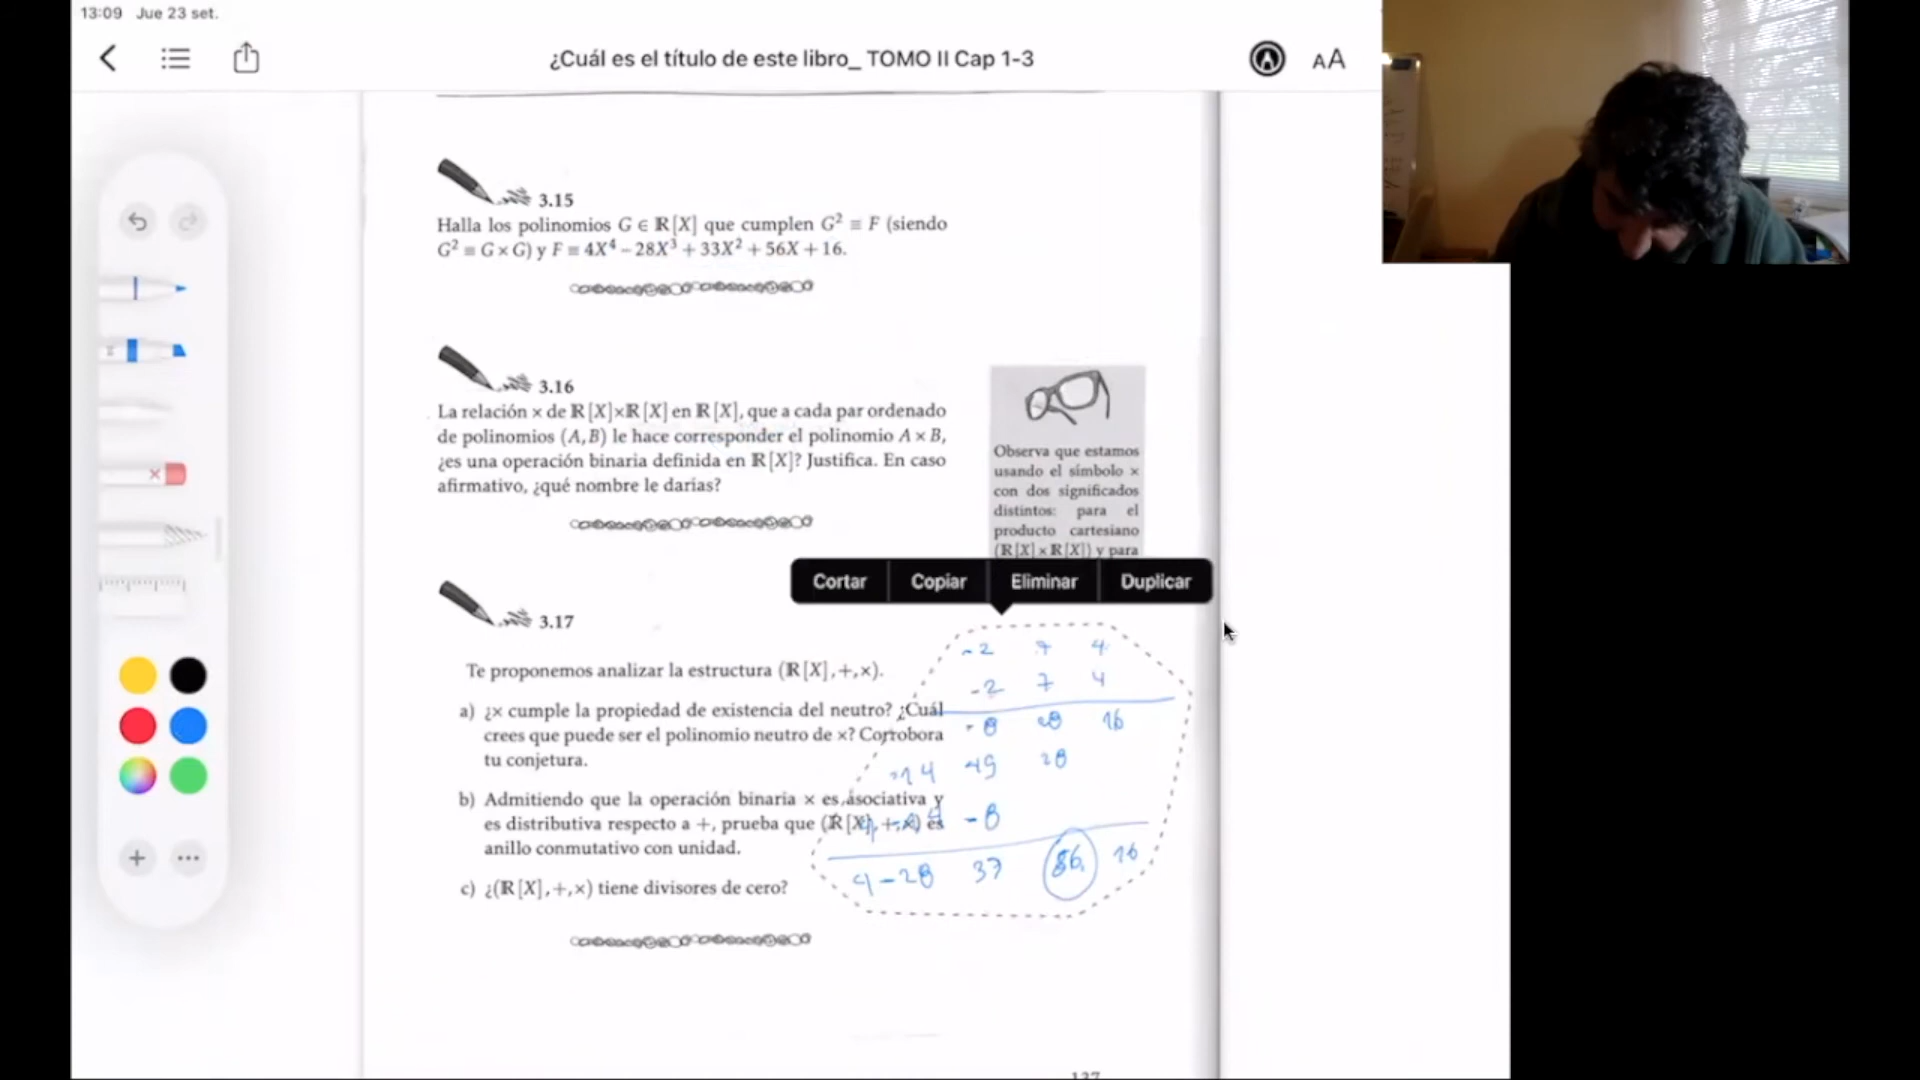 13:09 Jue 23 set.
¿Cuál es el título de este libro_ TOMO II Cap 1-3
AA
3.15
Halla los polinomios G ∈ ℝ[X] que cumplen G² ≡ F (siendo
G² ≡ G × G) y F ≡ 4X⁴ – 28X³ + 33X² + 56X + 16.
3.16
La relación × de ℝ[X]×ℝ[X] en ℝ[X], que a cada par ordenado
de polinomios (A,B) le hace corresponder el polinomio A × B,
¿es una operación binaria definida en ℝ[X]? Justifica. En caso
afirmativo, ¿qué nombre le darías?
Observa que estamos
usando el símbolo ×
con dos significados
distintos: para el
producto cartesiano
(ℝ[X] × ℝ[X]) y para
Cortar Copiar Eliminar Duplicar
3.17
Te proponemos analizar la estructura (ℝ[X],+,×).
a) ¿× cumple la propiedad de existencia del neutro? ¿Cuál
crees que puede ser el polinomio neutro de ×? Corrobora
tu conjetura.
b) Admitiendo que la operación binaria × es asociativa y
es distributiva respecto a +, prueba que (ℝ[X],+,×) es
anillo conmutativo con unidad.
c) ¿(ℝ[X],+,×) tiene divisores de cero?
-2 7 4
-2 7 4
-8 28 16
-14 49 28
-8
4 -28 37 56 16
137